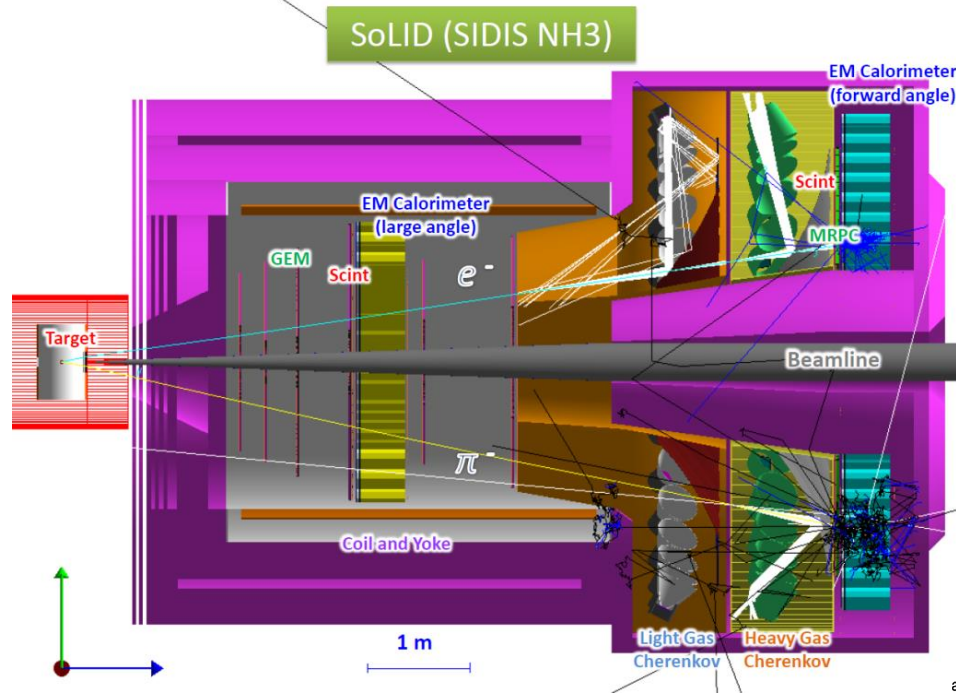 SoLID (SIDIS NH3)
EM Calorimeter
(forward angle)
Scint
MRPC
EM Calorimeter
(large angle)
GEM
Scint
e -
Target
Beamline
π -
Coil and Yoke
1 m
Light Gas
Cherenkov
Heavy Gas
Cherenkov
a